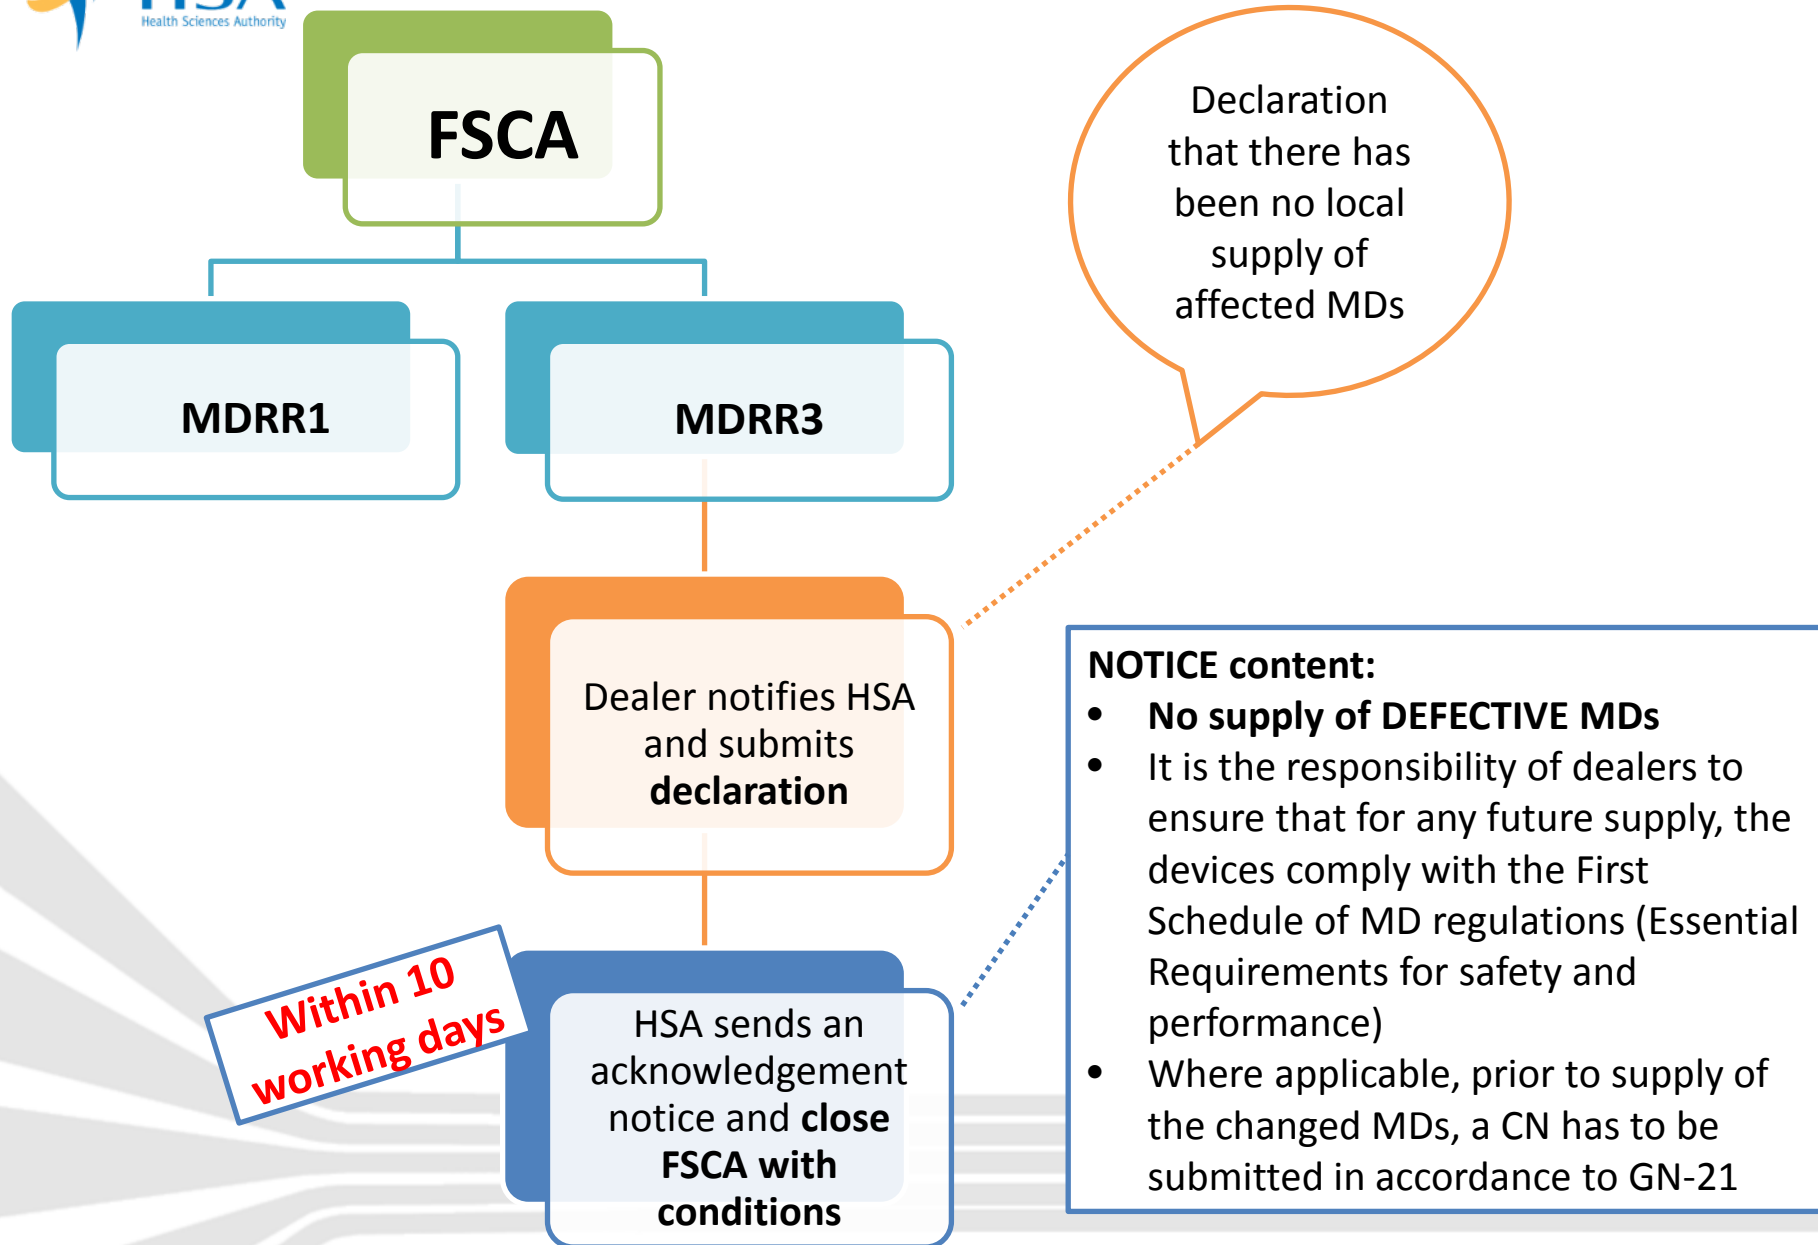 HSA
Health Sciences Authority
FSCA
MDRR1
MDRR3
Declaration
that there has
been no local
supply of
affected MDs
Dealer notifies HSA
and submits
declaration
Within 10
working days
HSA sends an
acknowledgement
notice and close
FSCA with
conditions
NOTICE content:
• No supply of DEFECTIVE MDs
• It is the responsibility of dealers to
ensure that for any future supply, the
devices comply with the First
Schedule of MD regulations (Essential
Requirements for safety and
performance)
• Where applicable, prior to supply of
the changed MDs, a CN has to be
submitted in accordance to GN-21